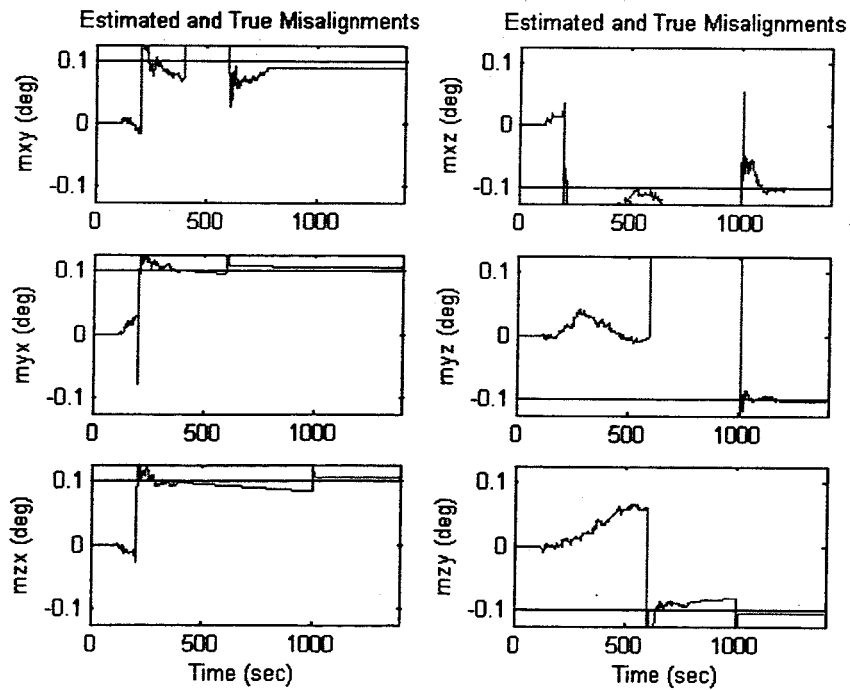 Estimated and True Misalignments
mxy (deg)
0.1
0
-0.1
0 500 1000
Estimated and True Misalignments
mxz (deg)
0.1
0
-0.1
0 500 1000
myx (deg)
0.1
0
-0.1
0 500 1000
myz (deg)
0.1
0
-0.1
0 500 1000
mzx (deg)
0.1
0
-0.1
0 500 1000
Time (sec)
mzy (deg)
0.1
0
-0.1
0 500 1000
Time (sec)